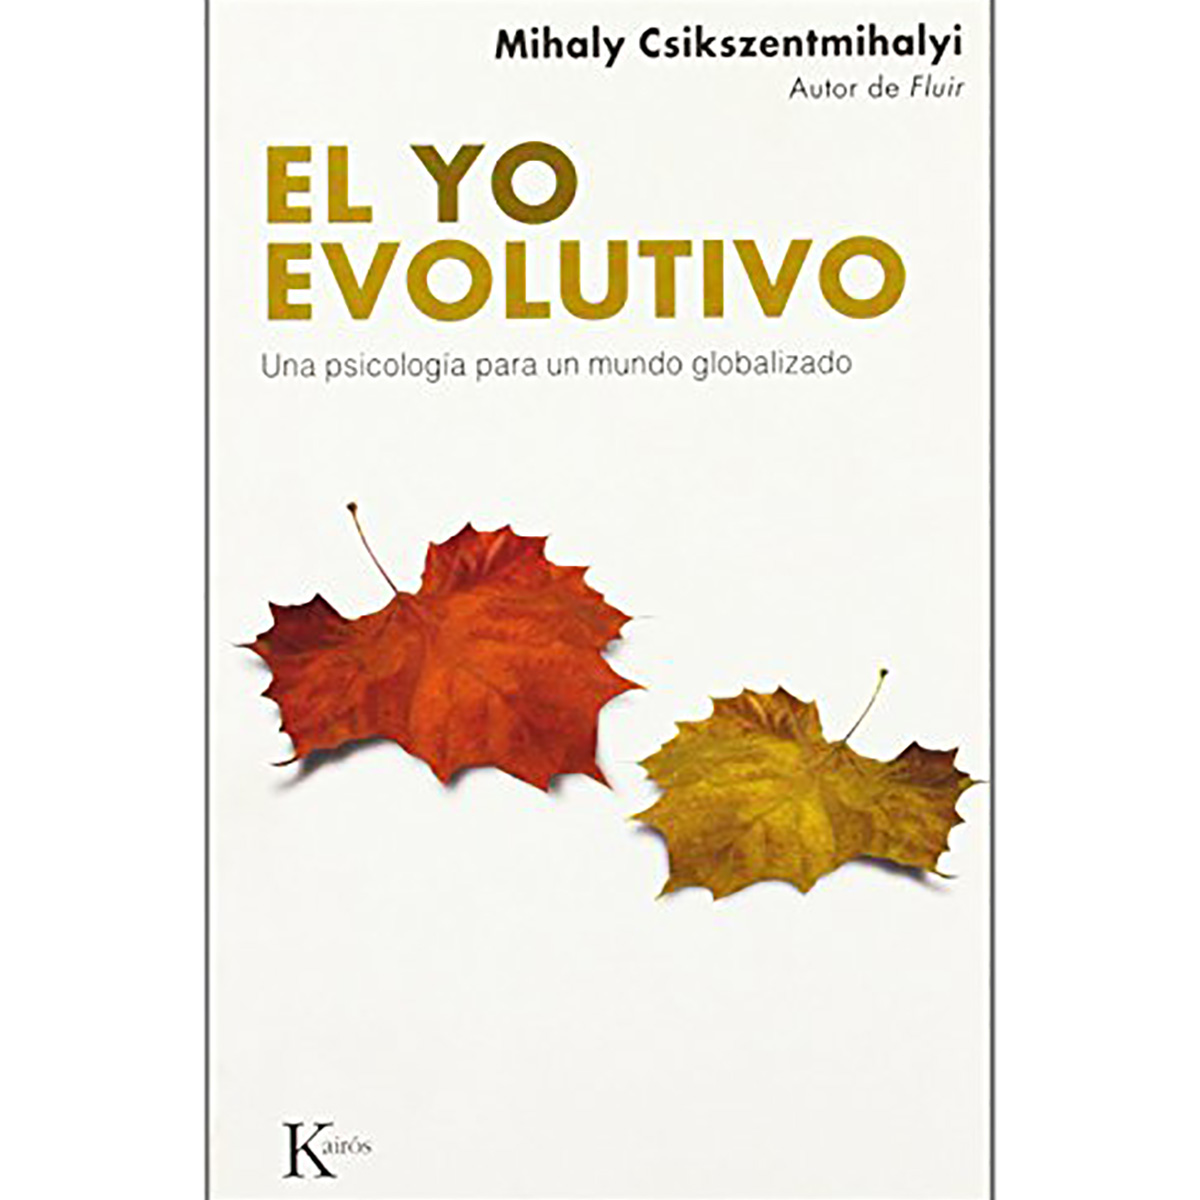 Mihaly Csikszentmihalyi
Autor de Fluir
EL YO
EVOLUTIVO
Una psicología para un mundo globalizado
Kairós